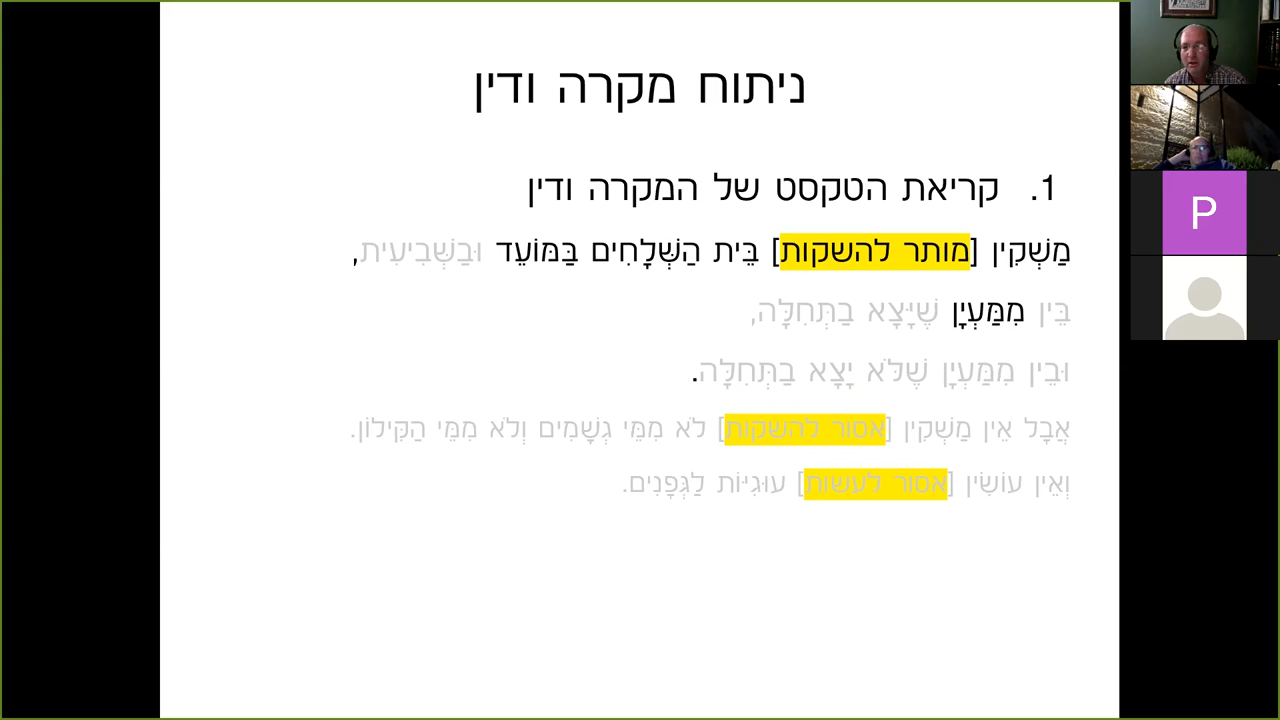 ניתוח מקרה ודין
1. קריאת הטקסט של המקרה ודין
מַשְׁקִין [מותר להשקות] בֵּית הַשְּׁלָחִים בַּמּוֹעֵד וּבַשְּׁבִיעִית,
בֵּין מִמַּעְיָן שֶׁיָּצָא בַתְּחִלָּה,
וּבֵין מִמַּעְיָן שֶׁלֹּא יָצָא בַתְּחִלָּה.
אֲבָל אֵין מַשְׁקִין [אסור להשקות] לֹא מִמֵּי גְשָׁמִים וְלֹא מִמֵּי הַקִּילוֹן.
וְאֵין עוֹשִׂין [אסור לעשות] עוּגִיּוֹת לַגְּפָנִים.
P